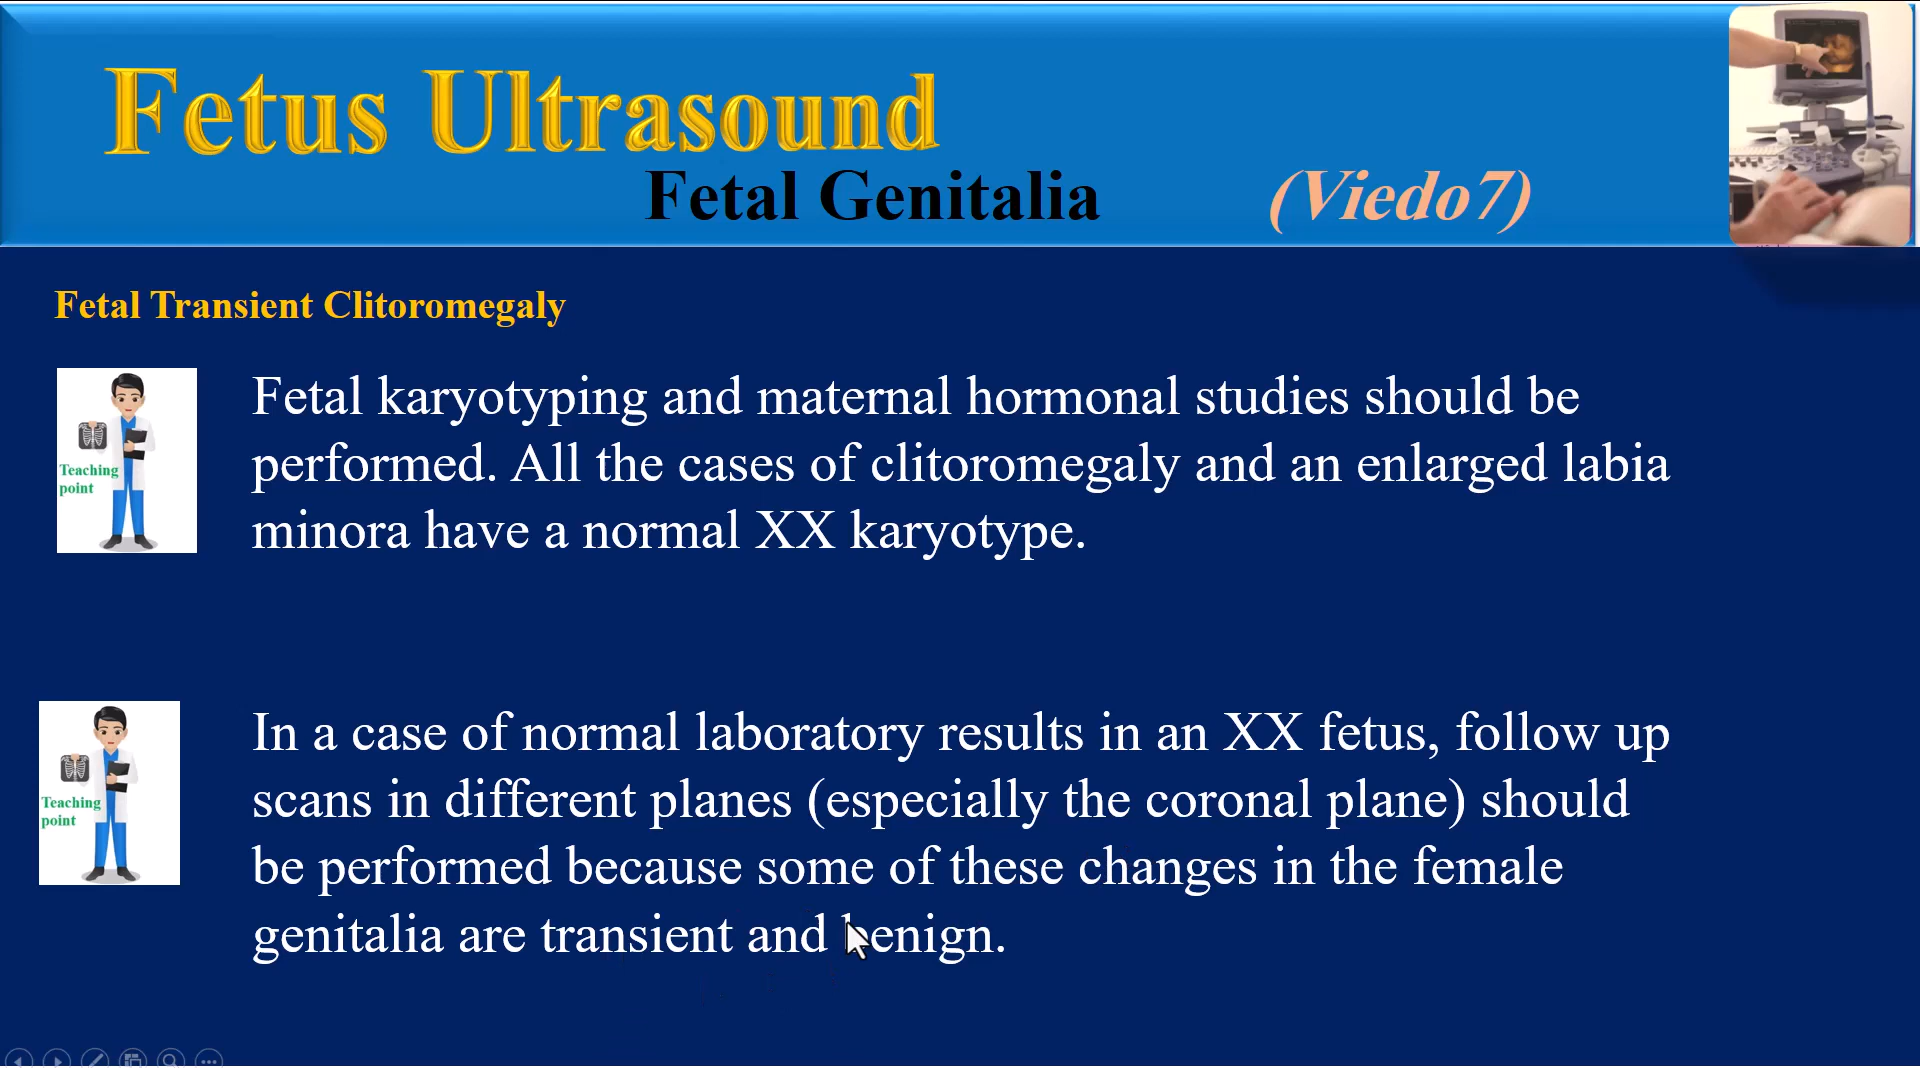 Fetus Ultrasound
Fetal Genitalia (Viedo7)
Fetal Transient Clitoromegaly
Teaching
point
Fetal karyotyping and maternal hormonal studies should be
performed. All the cases of clitoromegaly and an enlarged labia
minora have a normal XX karyotype.
Teaching
point
In a case of normal laboratory results in an XX fetus, follow up
scans in different planes (especially the coronal plane) should
be performed because some of these changes in the female
genitalia are transient and benign.